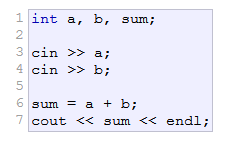 1 int a, b, sum;
2
3 cin >> a;
4 cin >> b;
5
6 sum = a + b;
7 cout << sum << endl;